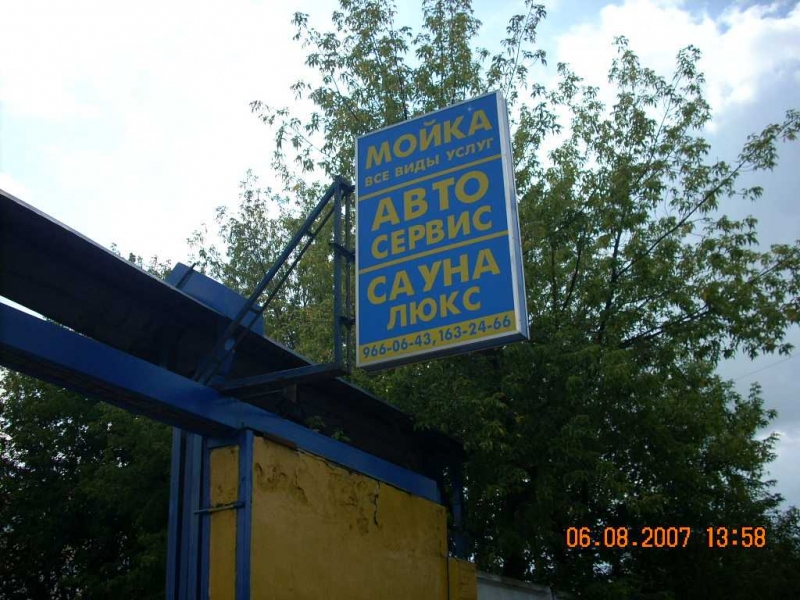 МОЙКА
ВСЕ ВИДЫ УСЛУГ
АВТО
СЕРВИС
САУНА
ЛЮКС
966-06-43, 163-24-66
06.08.2007 13:58